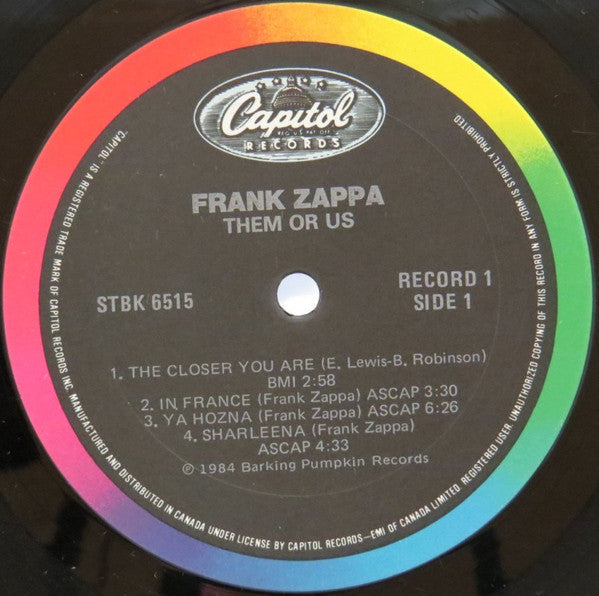 Capitol
REG. U.S. PAT. OFF.
RECORDS
FRANK ZAPPA
THEM OR US
STBK 6515
RECORD 1
SIDE 1
1. THE CLOSER YOU ARE (E. Lewis-B. Robinson)
BMI 2:58
2. IN FRANCE (Frank Zappa) ASCAP 3:30
3. YA HOZNA (Frank Zappa) ASCAP 6:26
4. SHARLEENA (Frank Zappa)
ASCAP 4:33
℗ 1984 Barking Pumpkin Records
"CAPITOL" IS A REGISTERED TRADE MARK OF CAPITOL RECORDS INC. MANUFACTURED AND DISTRIBUTED IN CANADA UNDER LICENSE BY CAPITOL RECORDS-EMI OF CANADA LIMITED. REGISTERED USER. UNAUTHORIZED COPYING OF THIS RECORD IN ANY FORM IS STRICTLY PROHIBITED